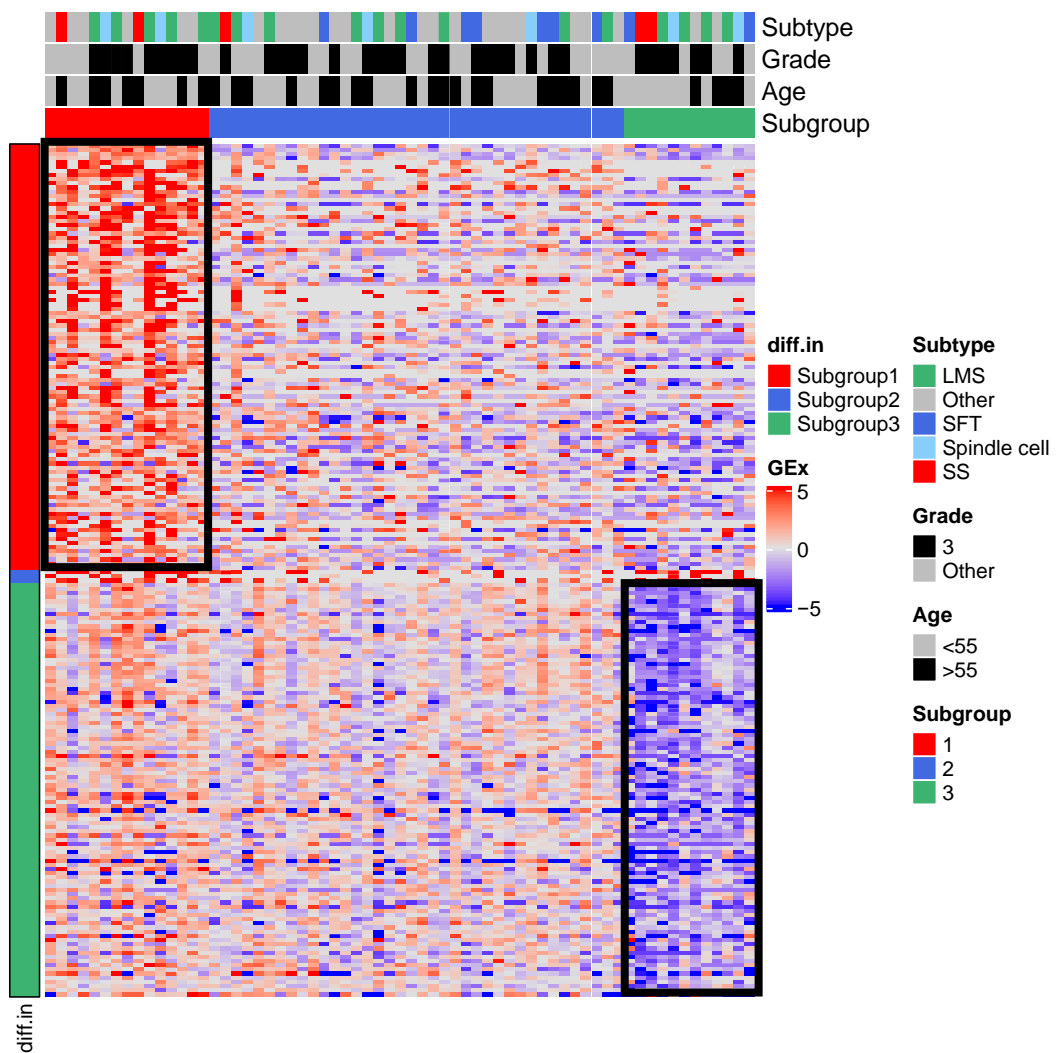 Subtype
Grade
Age
Subgroup
diff.in
Subgroup1
Subgroup2
Subgroup3
GEx
5
0
−5
Subtype
LMS
Other
SFT
Spindle cell
SS
Grade
3
Other
Age
<55
>55
Subgroup
1
2
3
diff.in